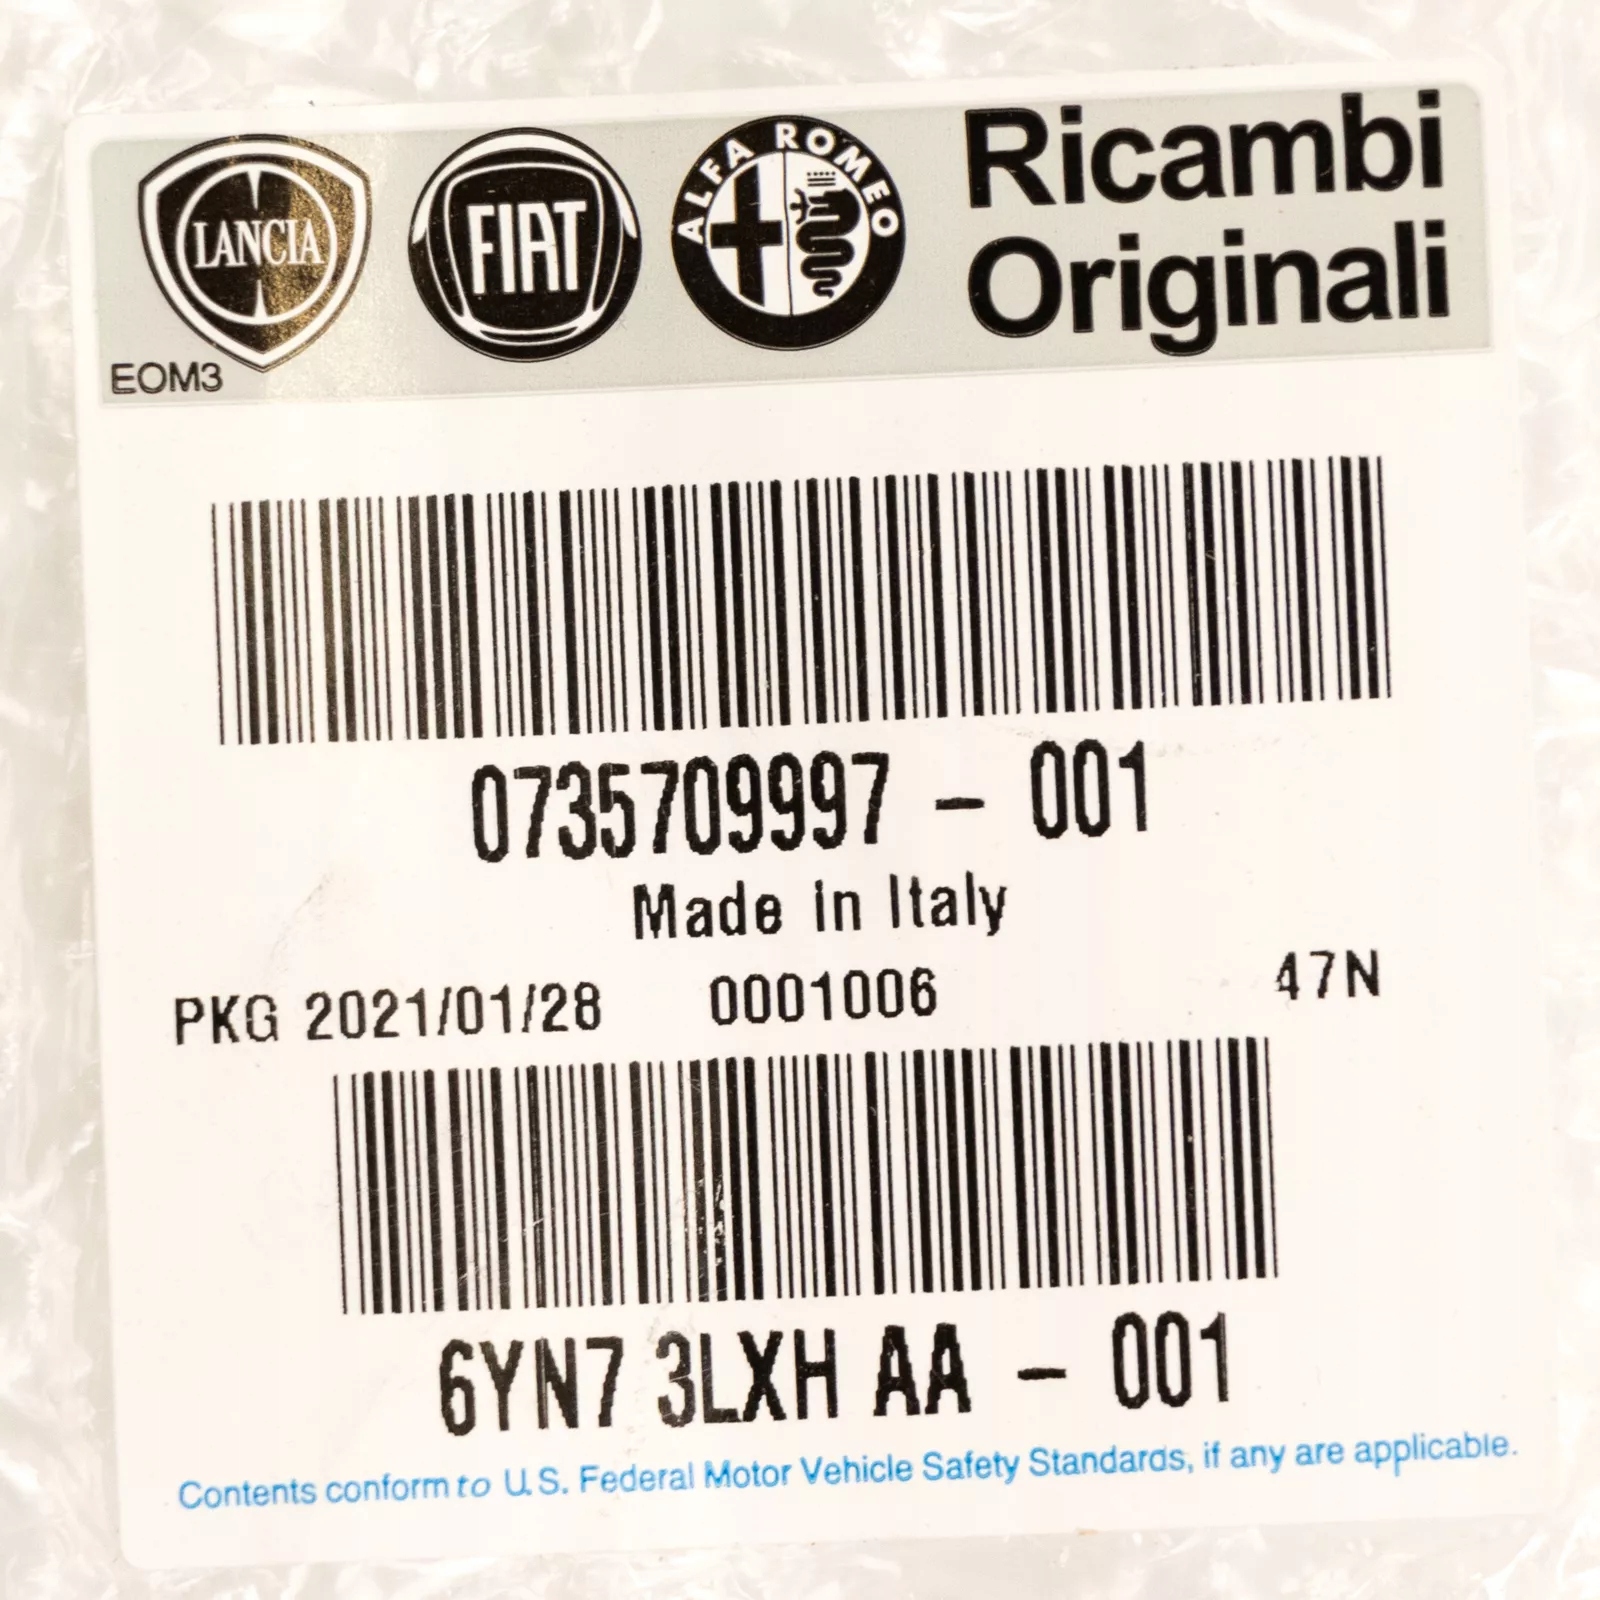 LANCIA
FIAT
ALFA ROMEO
Ricambi
Originali
EOM3
0735709997 - 001
Made in Italy
PKG 2021/01/28 0001006 47N
6YN7 3LXH AA - 001
Contents conform to U.S. Federal Motor Vehicle Safety Standards, if any are applicable.